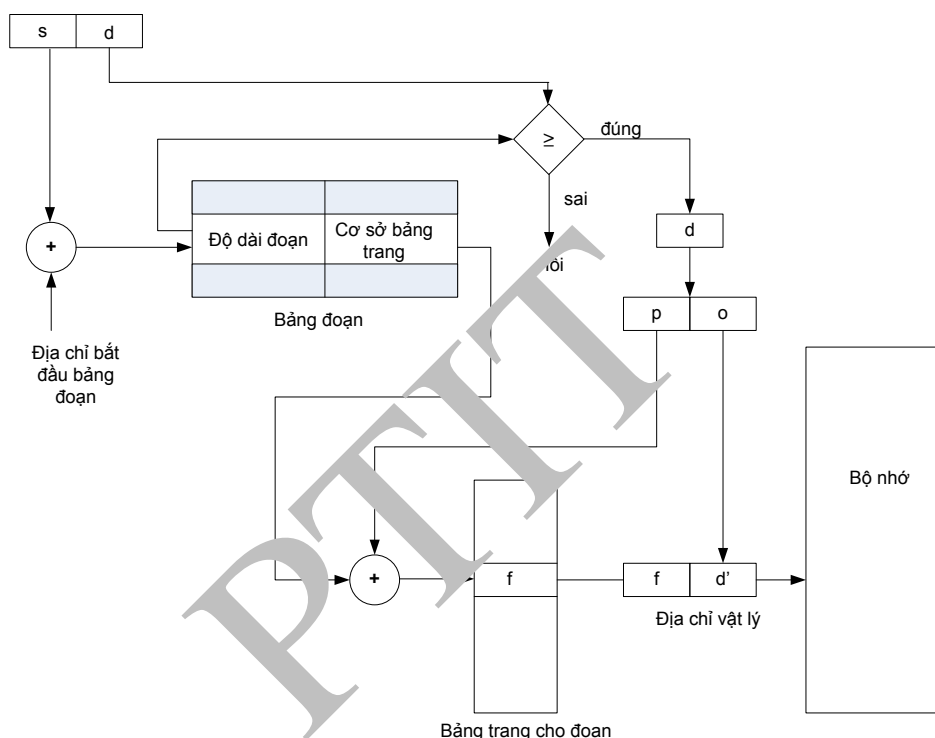 s d
≥
đúng
sai
lỗi
d
Độ dài đoạn
Cơ sở bảng
trang
+
Bảng đoạn
p o
Địa chỉ bắt
đầu bảng
đoạn
Bộ nhớ
PTIT
+
f
f d'
Địa chỉ vật lý
Bảng trang cho đoạn